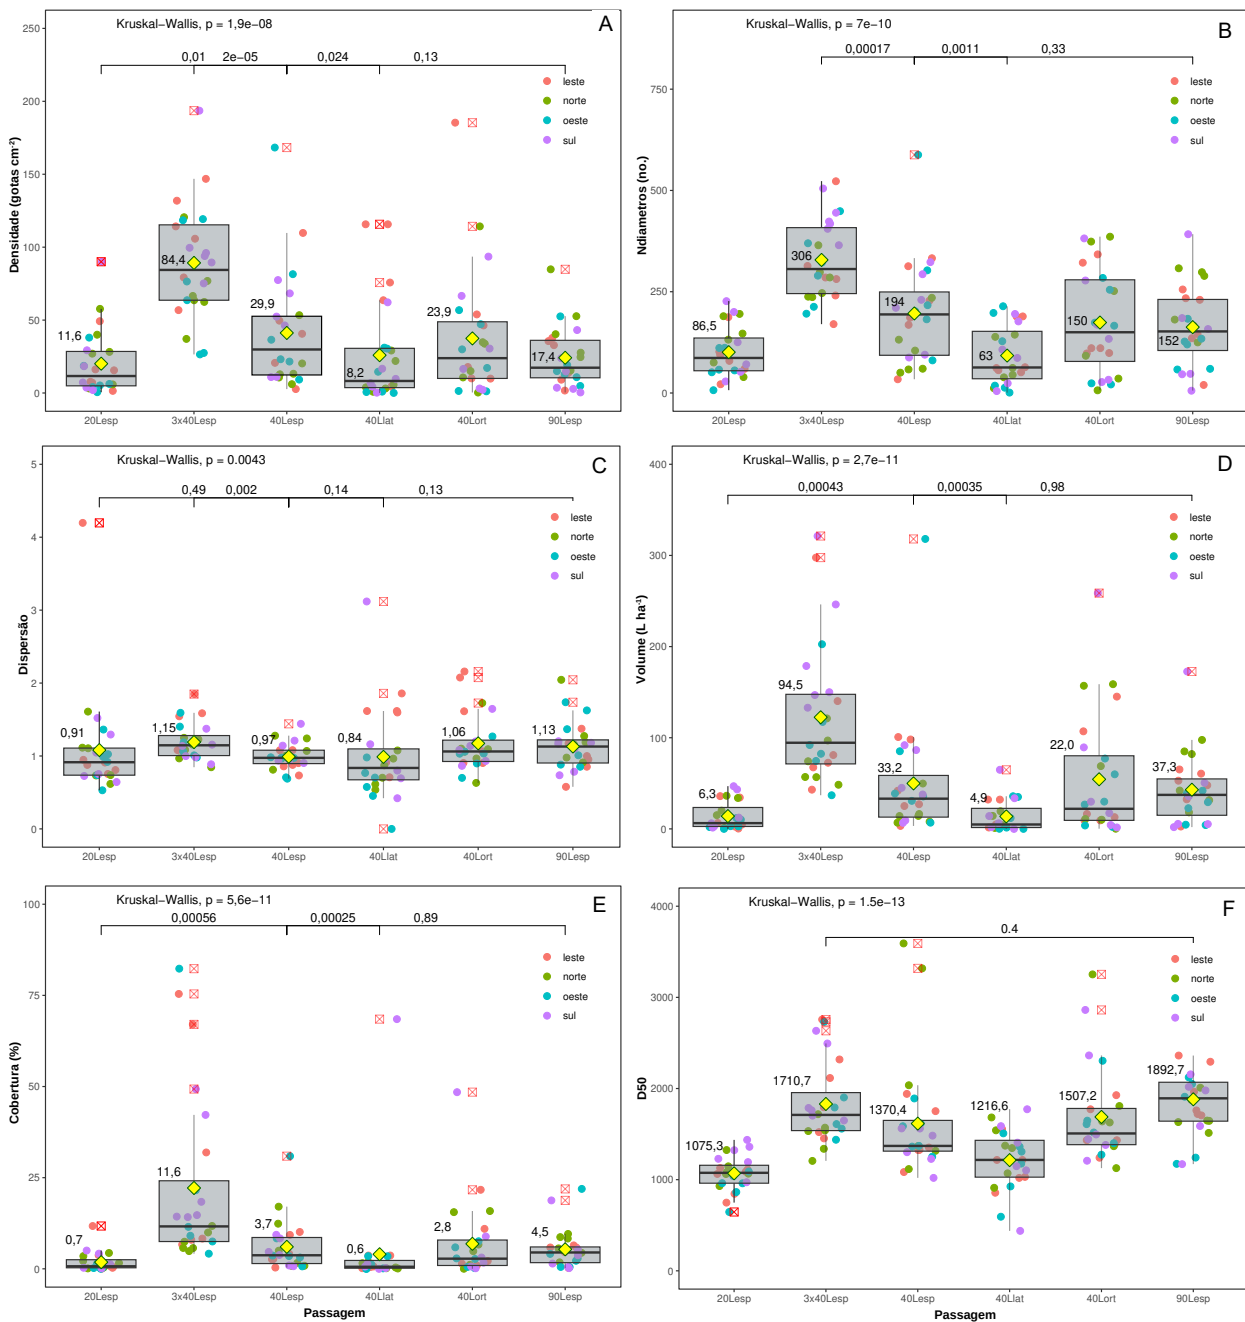 Kruskal−Wallis, p = 1,9e−08
A
0,01
2e−05
0,024
0,13
leste
norte
oeste
sul
250
200
150
100
50
0
Densidade (gotas cm⁻²)
11,6
84,4
29,9
8,2
23,9
17,4
20Lesp
3x40Lesp
40Lesp
40Llat
40Lort
90Lesp
Kruskal−Wallis, p = 7e−10
B
0,00017
0,0011
0,33
leste
norte
oeste
sul
750
500
250
0
Ndiametros (no.)
86,5
306
194
63
150
152
20Lesp
3x40Lesp
40Lesp
40Llat
40Lort
90Lesp
Kruskal−Wallis, p = 0.0043
C
0,49
0,002
0,14
0,13
leste
norte
oeste
sul
5
4
3
2
1
0
Dispersão
0,91
1,15
0,97
0,84
1,06
1,13
20Lesp
3x40Lesp
40Lesp
40Llat
40Lort
90Lesp
Kruskal−Wallis, p = 2,7e−11
D
0,00043
0,00035
0,98
leste
norte
oeste
sul
400
300
200
100
0
Volume (L ha⁻¹)
6,3
94,5
33,2
4,9
22,0
37,3
20Lesp
3x40Lesp
40Lesp
40Llat
40Lort
90Lesp
Kruskal−Wallis, p = 5,6e−11
E
0,00056
0,00025
0,89
leste
norte
oeste
sul
100
75
50
25
0
Cobertura (%)
0,7
11,6
3,7
0,6
2,8
4,5
20Lesp
3x40Lesp
40Lesp
40Llat
40Lort
90Lesp
Passagem
Kruskal−Wallis, p = 1.5e−13
F
0.4
leste
norte
oeste
sul
4000
3000
2000
1000
0
D50
1075,3
1710,7
1370,4
1216,6
1507,2
1892,7
20Lesp
3x40Lesp
40Lesp
40Llat
40Lort
90Lesp
Passagem